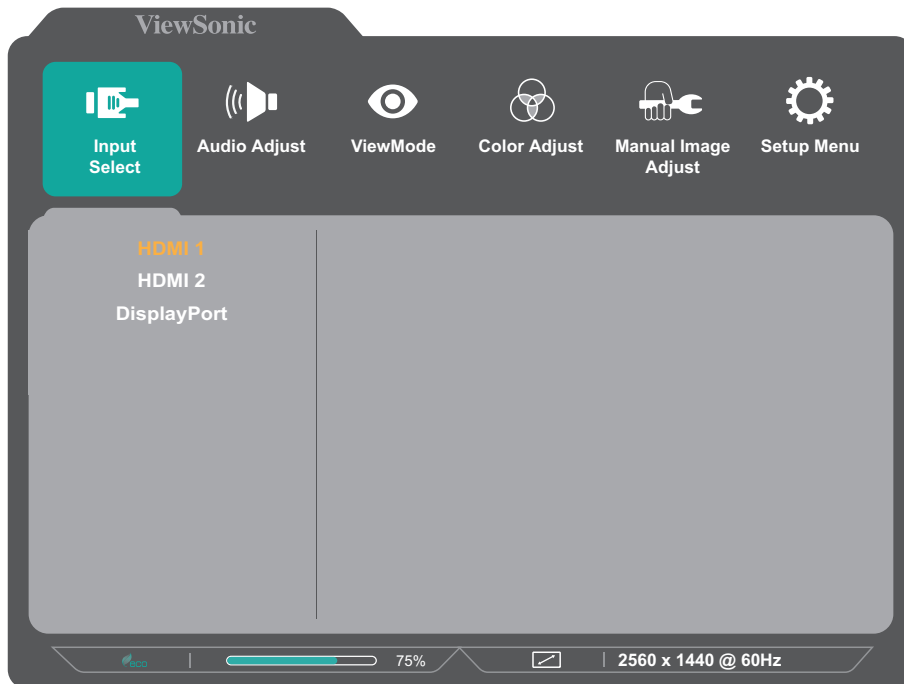 ViewSonic
Input Select
Audio Adjust
ViewMode
Color Adjust
Manual Image Adjust
Setup Menu
HDMI 1
HDMI 2
DisplayPort
eco
75%
2560 x 1440 @ 60Hz